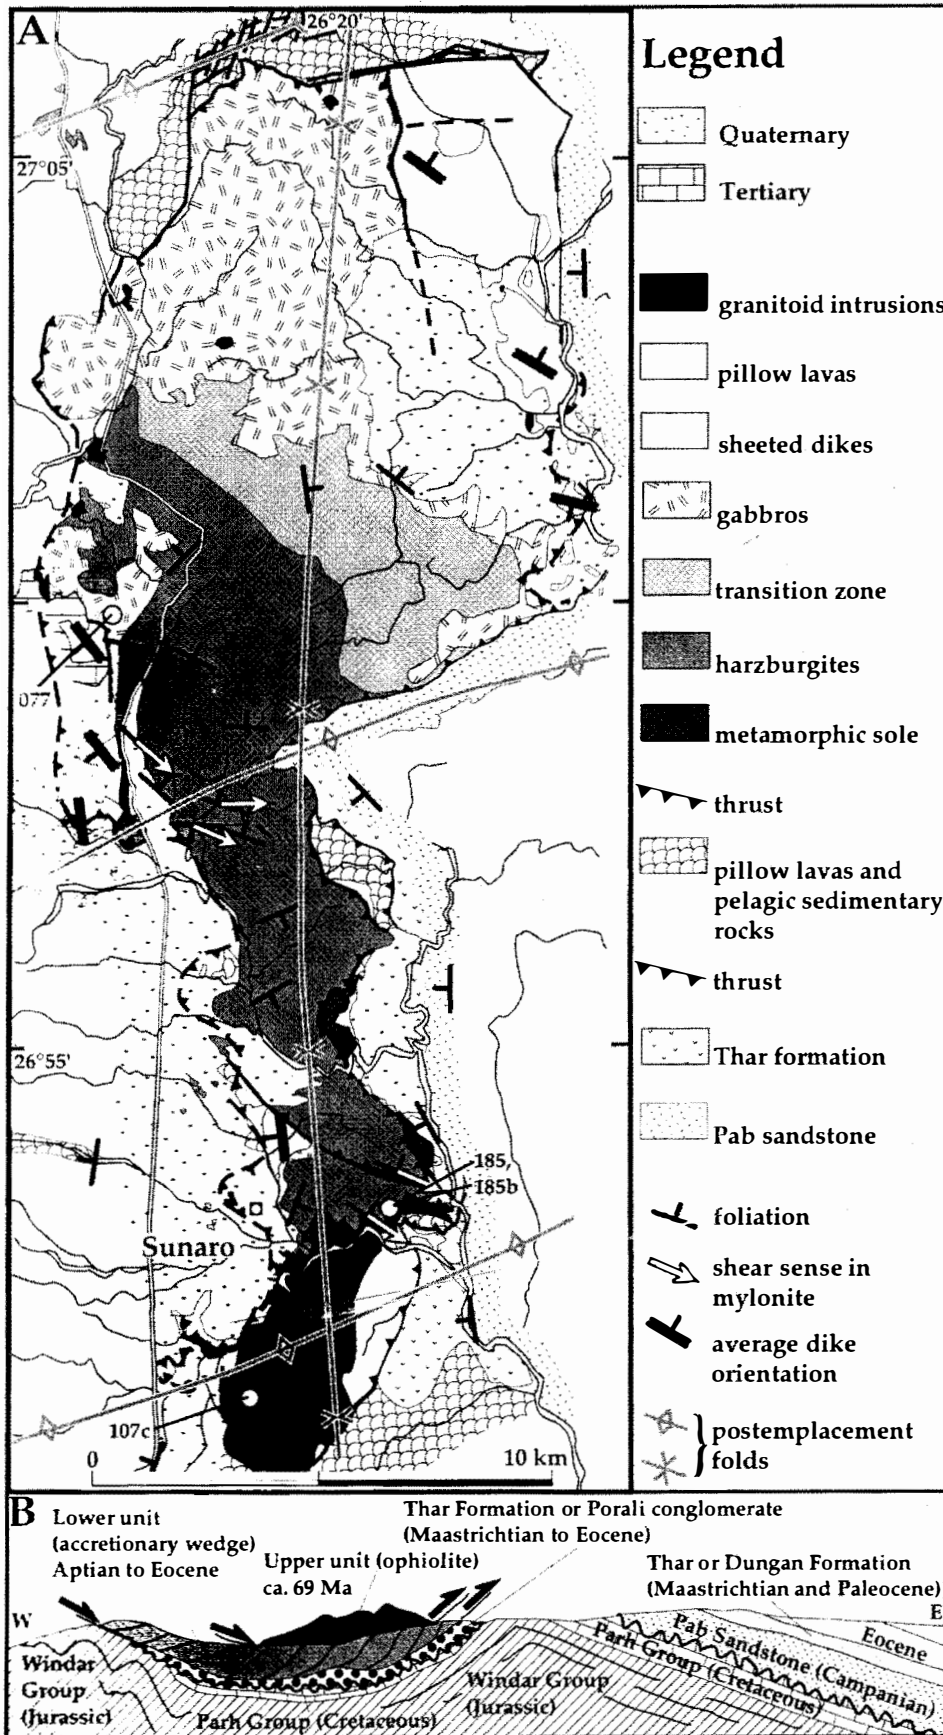 A
26°20'
27°05'
077
26°55'
185,
185b
Sunaro
107c
0
10 km
Legend
Quaternary
Tertiary
granitoid intrusions
pillow lavas
sheeted dikes
gabbros
transition zone
harzburgites
metamorphic sole
thrust
pillow lavas and
pelagic sedimentary
rocks
thrust
Thar formation
Pab sandstone
foliation
shear sense in
mylonite
average dike
orientation
postemplacement
folds
B
Lower unit
(accretionary wedge)
Aptian to Eocene
Upper unit (ophiolite)
ca. 69 Ma
Thar Formation or Porali conglomerate
(Maastrichtian to Eocene)
Thar or Dungan Formation
(Maastrichtian and Paleocene)
W
E
Windar
Group
(Jurassic)
Parh Group (Cretaceous)
Windar Group
(Jurassic)
Pab Sandstone (Campanian)
Parh Group (Cretaceous)
Eocene